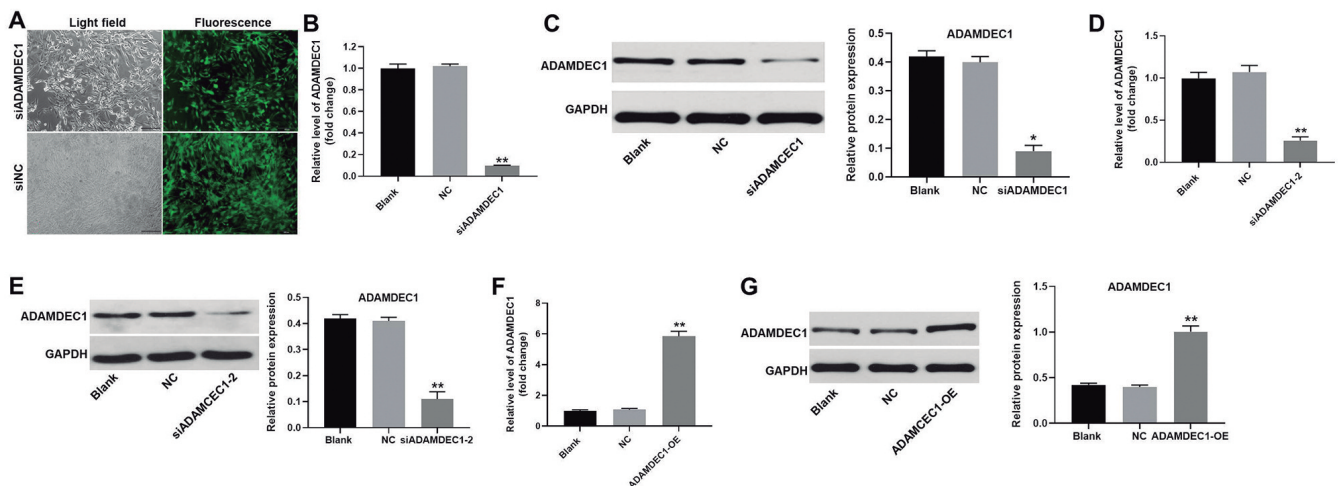 A
Light field
Fluorescence
siADAMDEC1
siNC
B
Relative level of ADAMDEC1
(fold change)
1.2
1.0
0.8
0.6
0.4
0.2
0.0
**
Blank
NC
siADAMDEC1
C
ADAMDEC1
GAPDH
Blank
NC
siADAMCEC1
ADAMDEC1
Relative protein expression
0.5
0.4
0.3
0.2
0.1
0.0
*
Blank
NC
siADAMDEC1
D
Relative level of ADAMDEC1
(fold change)
1.5
1.0
0.5
0.0
**
Blank
NC
siADAMDEC1-2
E
ADAMDEC1
GAPDH
Blank
NC
siADAMCEC1-2
ADAMDEC1
Relative protein expression
0.5
0.4
0.3
0.2
0.1
0.0
**
Blank
NC
siADAMDEC1-2
F
Relative level of ADAMDEC1
(fold change)
8
6
4
2
0
**
Blank
NC
ADAMDEC1-OE
G
ADAMDEC1
GAPDH
Blank
NC
ADAMCEC1-OE
ADAMDEC1
Relative protein expression
1.5
1.0
0.5
0.0
**
Blank
NC
ADAMDEC1-OE